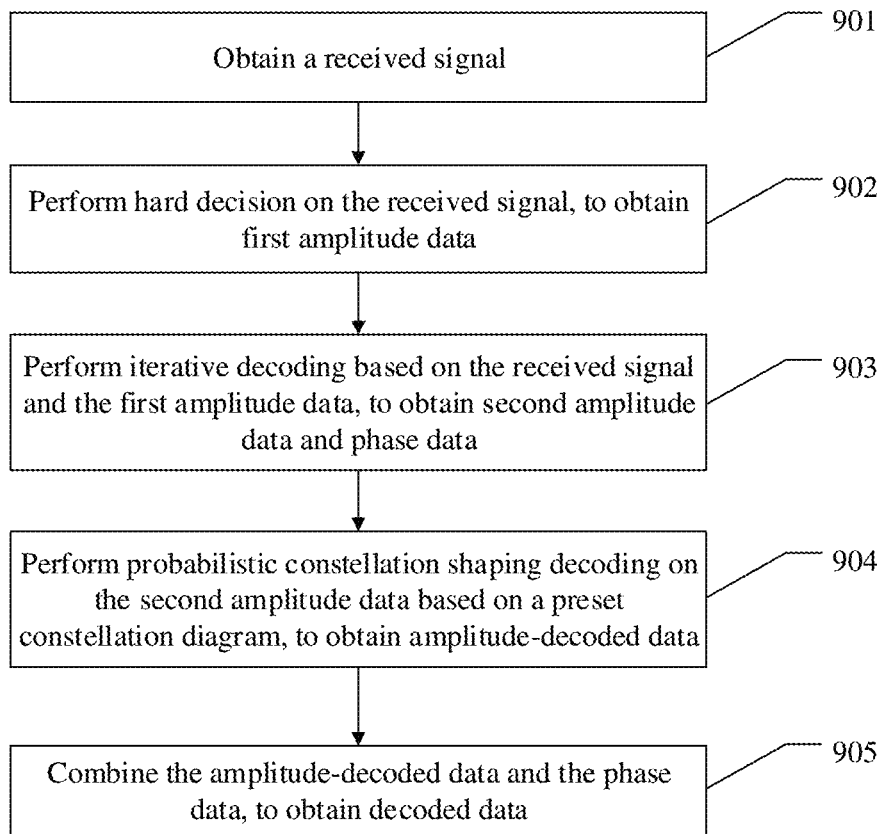 Obtain a received signal
901
Perform hard decision on the received signal, to obtain
first amplitude data
902
Perform iterative decoding based on the received signal
and the first amplitude data, to obtain second amplitude
data and phase data
903
Perform probabilistic constellation shaping decoding on
the second amplitude data based on a preset
constellation diagram, to obtain amplitude-decoded data
904
Combine the amplitude-decoded data and the phase
data, to obtain decoded data
905